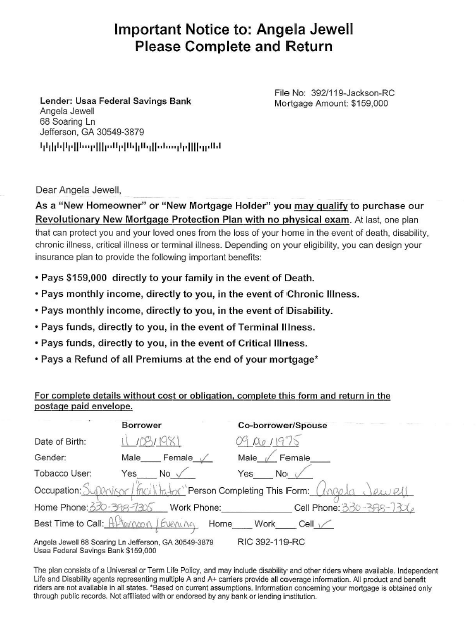 Important Notice to: Angela Jewell
Please Complete and Return
File No: 392/119-Jackson-RC
Mortgage Amount: $159,000
Lender: Usaa Federal Savings Bank
Angela Jewell
68 Soaring Ln
Jefferson, GA 30549-3879
Dear Angela Jewell,
As a “New Homeowner” or “New Mortgage Holder” you may qualify to purchase our
Revolutionary New Mortgage Protection Plan with no physical exam. At last, one plan
that can protect you and your loved ones from the loss of your home in the event of death, disability,
chronic illness, critical illness or terminal illness. Depending on your eligibility, you can design your
insurance plan to provide the following important benefits:
• Pays $159,000 directly to your family in the event of Death.
• Pays monthly income, directly to you, in the event of Chronic Illness.
• Pays monthly income, directly to you, in the event of Disability.
• Pays funds, directly to you, in the event of Terminal Illness.
• Pays funds, directly to you, in the event of Critical Illness.
• Pays a Refund of all Premiums at the end of your mortgage*
For complete details without cost or obligation, complete this form and return in the
postage paid envelope.
Borrower Co-borrower/Spouse
Date of Birth: 11/03/1981 09/ /1975
Gender: Male___ Female ✓ Male ✓ Female____
Tobacco User: Yes___ No ✓ Yes____ No ✓
Occupation: Supervisor/"Facilitator" Person Completing This Form: Angela Jewell
Home Phone: 330-398-7305 Work Phone:____________ Cell Phone: 330-398-7306
Best Time to Call: Afternoon/Evening Home____ Work____ Cell ✓
Angela Jewell 68 Soaring Ln Jefferson, GA 30549-3879 RIC 392-119-RC
Usaa Federal Savings Bank $159,000
The plan consists of a Universal or Term Life Policy, and may include disability and other riders where available. Independent
Life and Disability agents representing multiple A and A+ carriers provide all coverage information. All product and benefit
riders are not available in all states. *Based on current assumptions. Information concerning your mortgage is obtained only
through public records. Not affiliated with or endorsed by any bank or lending institution.